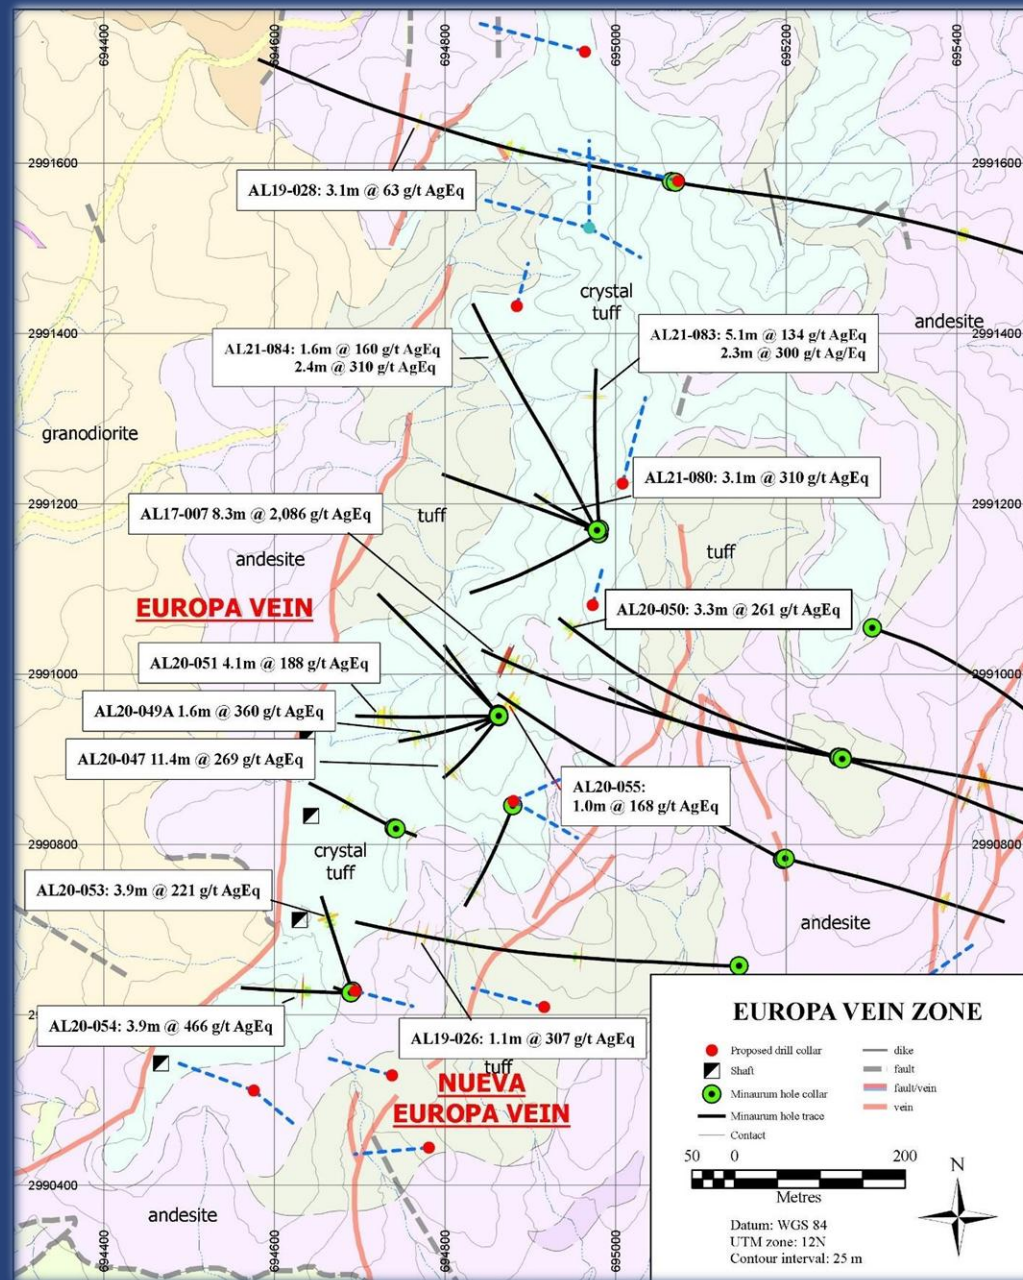 694400
694600
694800
695000
695200
695400
2991600
2991600
AL19-028: 3.1m @ 63 g/t AgEq
crystal
tuff
2991400
andesite
AL21-083: 5.1m @ 134 g/t AgEq
2.3m @ 300 g/t Ag/Eq
AL21-084: 1.6m @ 160 g/t AgEq
2.4m @ 310 g/t AgEq
granodiorite
AL21-080: 3.1m @ 310 g/t AgEq
2991200
2991200
AL17-007 8.3m @ 2,086 g/t AgEq
tuff
tuff
andesite
EUROPA VEIN
AL20-050: 3.3m @ 261 g/t AgEq
AL20-051 4.1m @ 188 g/t AgEq
2991000
2991000
AL20-049A 1.6m @ 360 g/t AgEq
AL20-047 11.4m @ 269 g/t AgEq
AL20-055:
1.0m @ 168 g/t AgEq
2990800
2990800
crystal
tuff
AL20-053: 3.9m @ 221 g/t AgEq
andesite
AL20-054: 3.9m @ 466 g/t AgEq
AL19-026: 1.1m @ 307 g/t AgEq
tuff
NUEVA
EUROPA VEIN
2990400
andesite
694400
694600
694800
695000
EUROPA VEIN ZONE
Proposed drill collar
Shaft
Minaurum hole collar
Minaurum hole trace
Contact
dike
fault
fault/vein
vein
50 0 200
Metres
N
Datum: WGS 84
UTM zone: 12N
Contour interval: 25 m